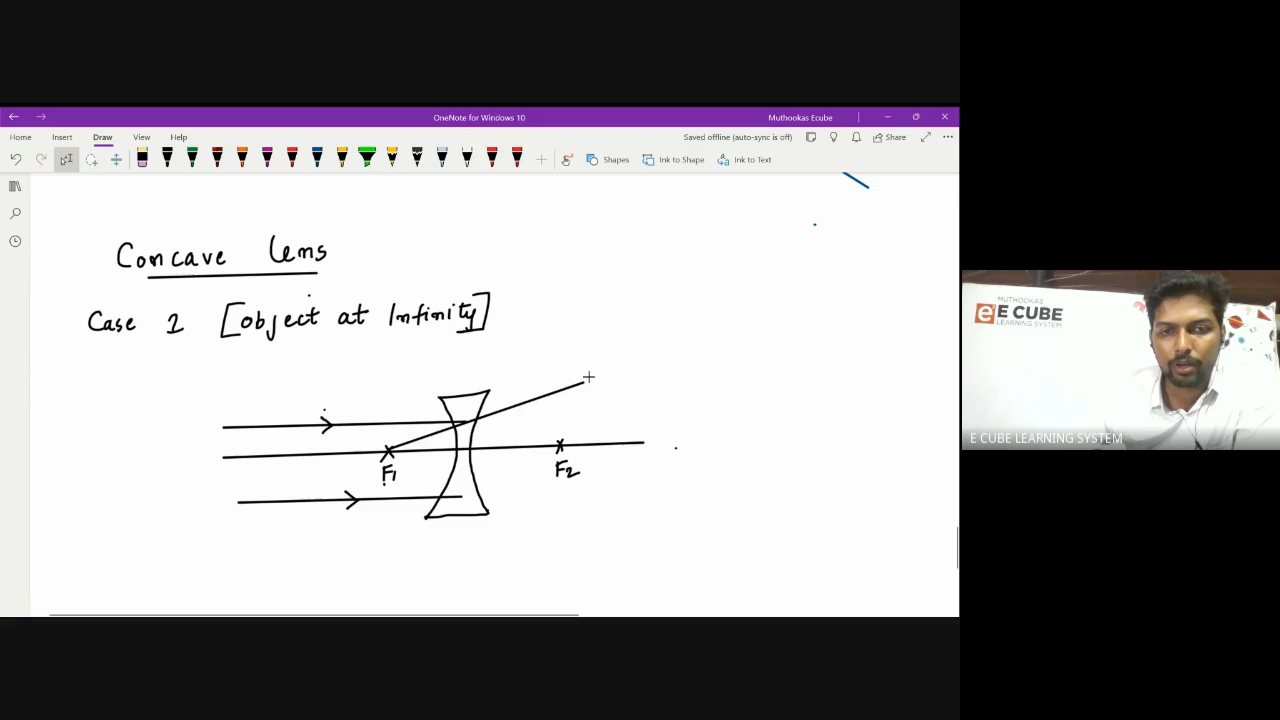 OneNote for Windows 10
Muthookas Ecube
Home Insert Draw View Help
Saved offline (auto-sync is off)
Share
Shapes
Ink to Shape
Ink to Text
Concave lens
Case 1 [object at Infinity]
F1
F2
MUTHOOKAS
e E CUBE
LEARNING SYSTEM
E CUBE LEARNING SYSTEM